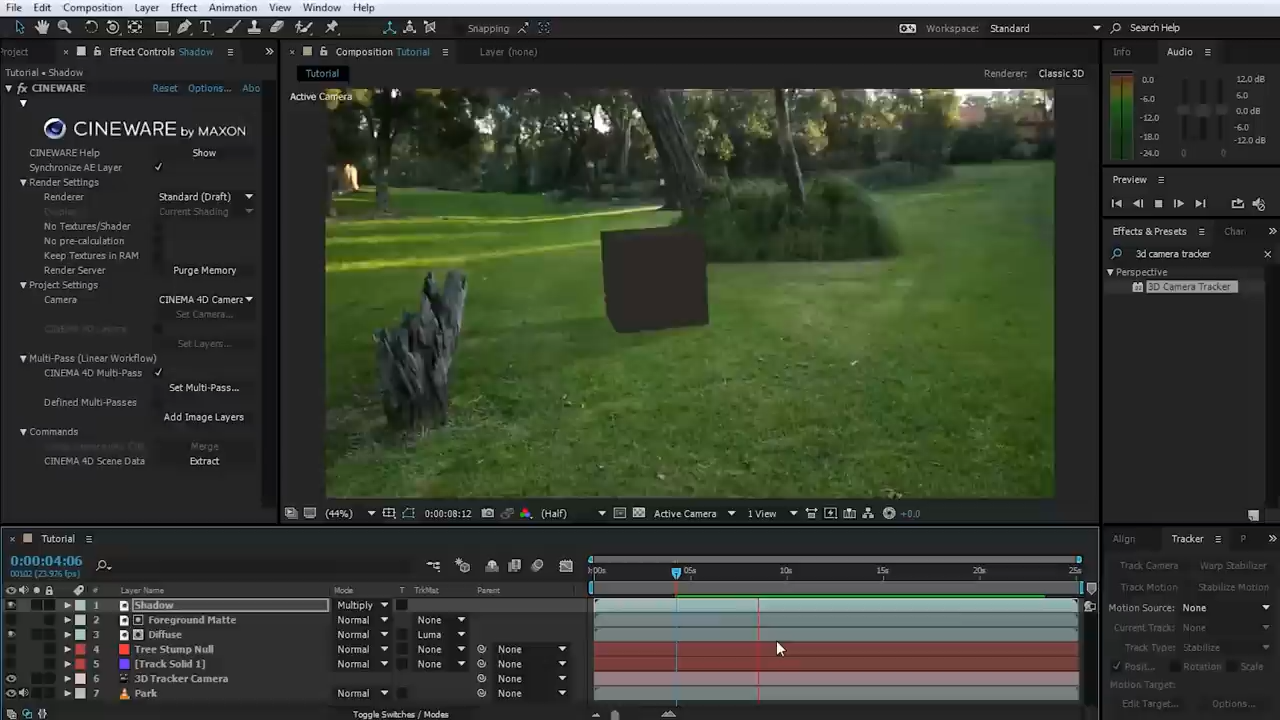 File Edit Composition Layer Effect Animation View Window Help
Snapping Workspace: Standard Search Help
Project × Effect Controls Shadow × Composition Tutorial Layer (none) Info Audio
Tutorial • Shadow Tutorial Renderer: Classic 3D
fx CINEWARE Reset Options... Abo
Active Camera
0.0 12.0 dB
-6.0 6.0 dB
-12.0 0.0 dB
-18.0 -6.0 dB
-24.0 0 0 -12.0 dB
CINEWARE by MAXON
CINEWARE Help Show
Synchronize AE Layer
Render Settings
Renderer Standard (Draft)
Display Current Shading
No Textures/Shader
No pre-calculation
Keep Textures in RAM
Render Server Purge Memory
Project Settings
Camera CINEMA 4D Camera
Set Camera...
Set Layers...
Multi-Pass (Linear Workflow)
CINEMA 4D Multi-Pass
Set Multi-Pass...
Defined Multi-Passes
Add Image Layers
Commands
Merge
CINEMA 4D Scene Data Extract
Preview
Effects & Presets Char
3d camera tracker ×
Perspective
3D Camera Tracker
(44%) 0:00:08:12 (Half) Active Camera 1 View +0.0
× Tutorial
0:00:04:06
00102 (23.976 fps)
:00s 05s 10s 15s 20s 25s
# Layer Name Mode T TrkMat Parent
1 Shadow Multiply
2 Foreground Matte Normal None
3 Diffuse Normal Luma
4 Tree Stump Null Normal None None
5 [Track Solid 1] Normal None None
6 3D Tracker Camera None
7 Park Normal None
Toggle Switches / Modes
Align Tracker P
Track Camera Warp Stabilizer
Track Motion Stabilize Motion
Motion Source: None
Current Track: None
Track Type: Stabilize
Posit... Rotation Scale
Motion Target:
Edit Target... Options...